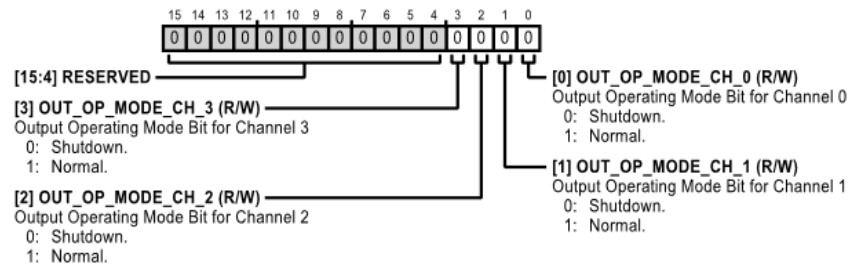 15 14 13 12 11 10 9 8 7 6 5 4 3 2 1 0
0 0 0 0 0 0 0 0 0 0 0 0 0 0 0 0
[15:4] RESERVED
[3] OUT_OP_MODE_CH_3 (R/W)
Output Operating Mode Bit for Channel 3
0: Shutdown.
1: Normal.
[2] OUT_OP_MODE_CH_2 (R/W)
Output Operating Mode Bit for Channel 2
0: Shutdown.
1: Normal.
[0] OUT_OP_MODE_CH_0 (R/W)
Output Operating Mode Bit for Channel 0
0: Shutdown.
1: Normal.
[1] OUT_OP_MODE_CH_1 (R/W)
Output Operating Mode Bit for Channel 1
0: Shutdown.
1: Normal.